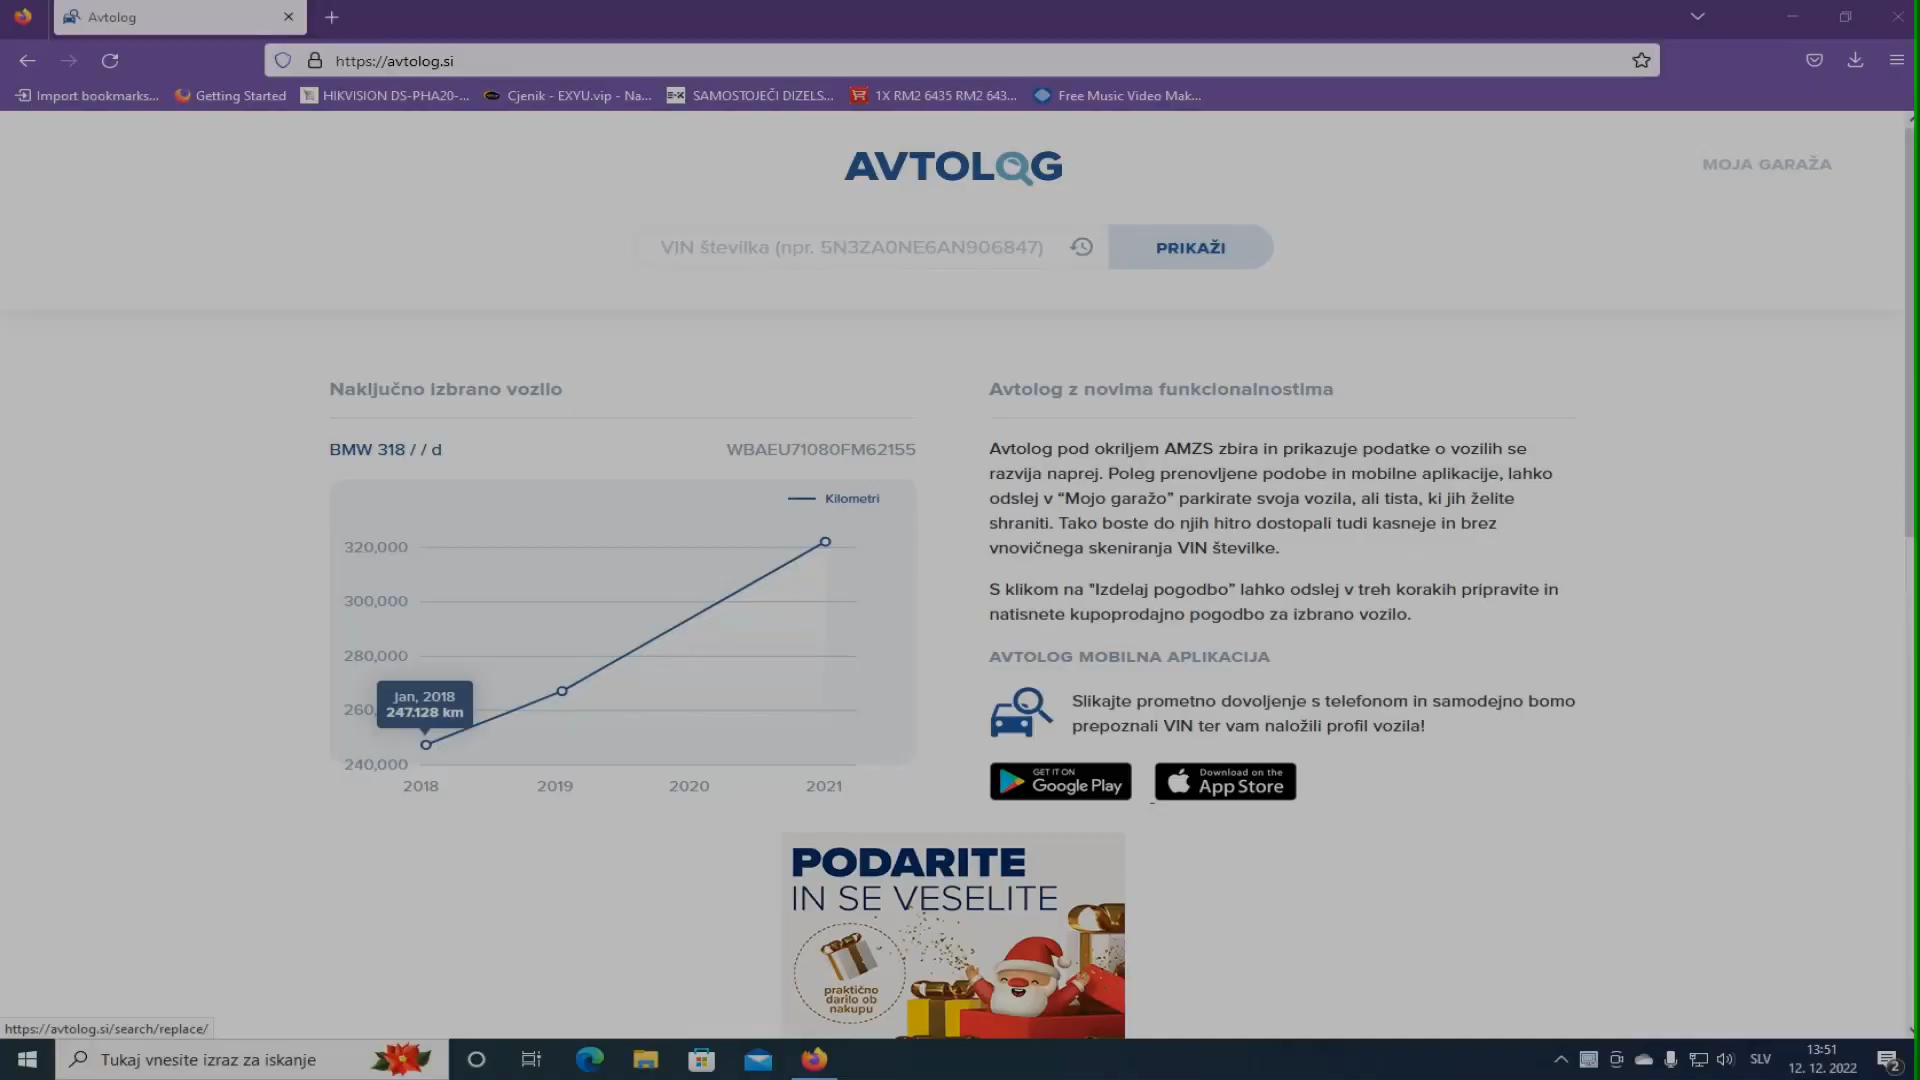 Avtolog
https://avtolog.si
Import bookmarks...
Getting Started
HIKVISION DS-PHA20-...
Cjenik - EXYU.vip - Na...
SAMOSTOJEČI DIZELS...
1X RM2 6435 RM2 643...
Free Music Video Mak...
AVTOLOG
MOJA GARAŽA
VIN številka (npr. 5N3ZA0NE6AN906847)
PRIKAŽI
Naključno izbrano vozilo
BMW 318 / / d
WBAEU71080FM62155
Kilometri
320,000
300,000
280,000
260,
240,000
Jan, 2018
247.128 km
2018
2019
2020
2021
Avtolog z novima funkcionalnostima
Avtolog pod okriljem AMZS zbira in prikazuje podatke o vozilih se
razvija naprej. Poleg prenovljene podobe in mobilne aplikacije, lahko
odslej v “Mojo garažo” parkirate svoja vozila, ali tista, ki jih želite
shraniti. Tako boste do njih hitro dostopali tudi kasneje in brez
vnovičnega skeniranja VIN številke.
S klikom na "Izdelaj pogodbo” lahko odslej v treh korakih pripravite in
natisnete kupoprodajno pogodbo za izbrano vozilo.
AVTOLOG MOBILNA APLIKACIJA
Slikajte prometno dovoljenje s telefonom in samodejno bomo
prepoznali VIN ter vam naložili profil vozila!
GET IT ON
Google Play
Download on the
App Store
PODARITE
IN SE VESELITE
praktično
darilo ob
nakupu
https://avtolog.si/search/replace/
Tukaj vnesite izraz za iskanje
SLV
13:51
12. 12. 2022
2